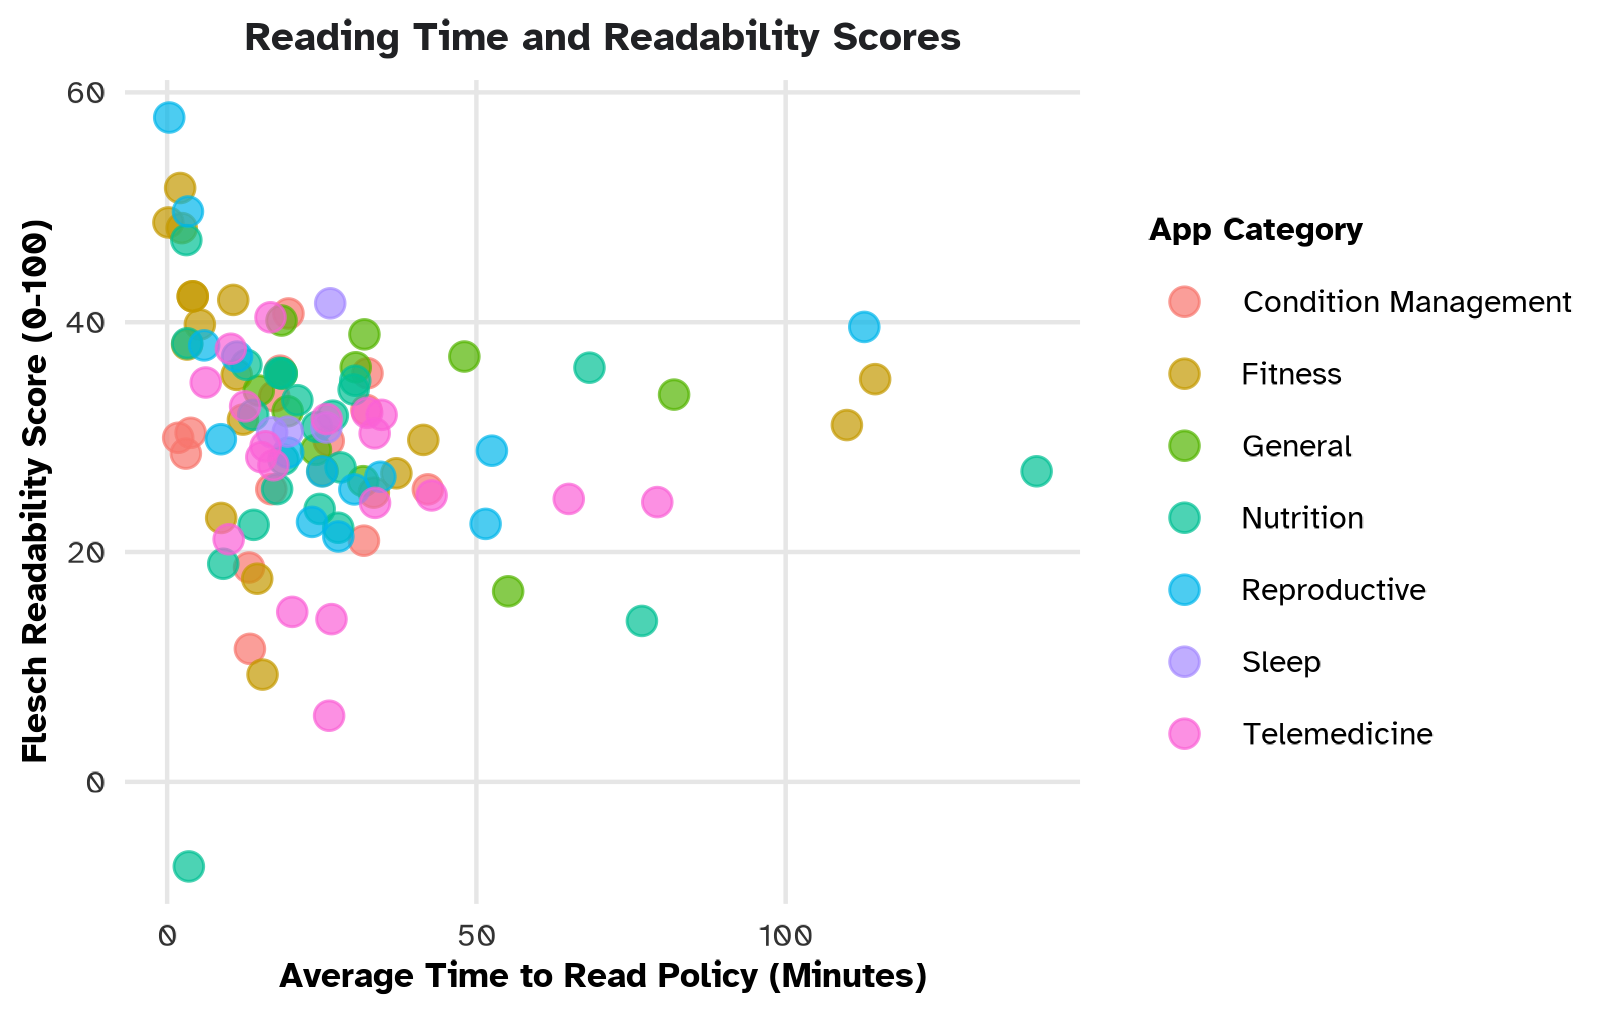 Reading Time and Readability Scores
Flesch Readability Score (0-100)
60
40
20
0
0
50
100
Average Time to Read Policy (Minutes)
App Category
Condition Management
Fitness
General
Nutrition
Reproductive
Sleep
Telemedicine